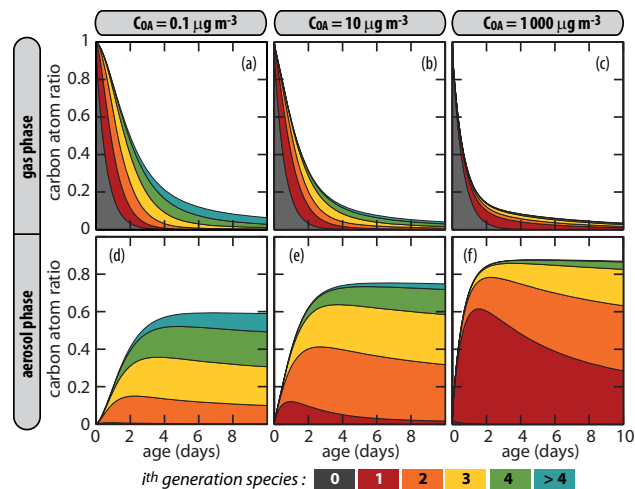 COA = 0.1 µg m-3 COA = 10 µg m-3 COA = 1 000 µg m-3
gas phase
carbon atom ratio
1
0.8
0.6
0.4
0.2
0
(a) (b) (c)
aerosol phase
carbon atom ratio
0.8
0.6
0.4
0.2
0
(d) (e) (f)
0 2 4 6 8 0 2 4 6 8 0 2 4 6 8 10
age (days) age (days) age (days)
ith generation species : 0 1 2 3 4 > 4